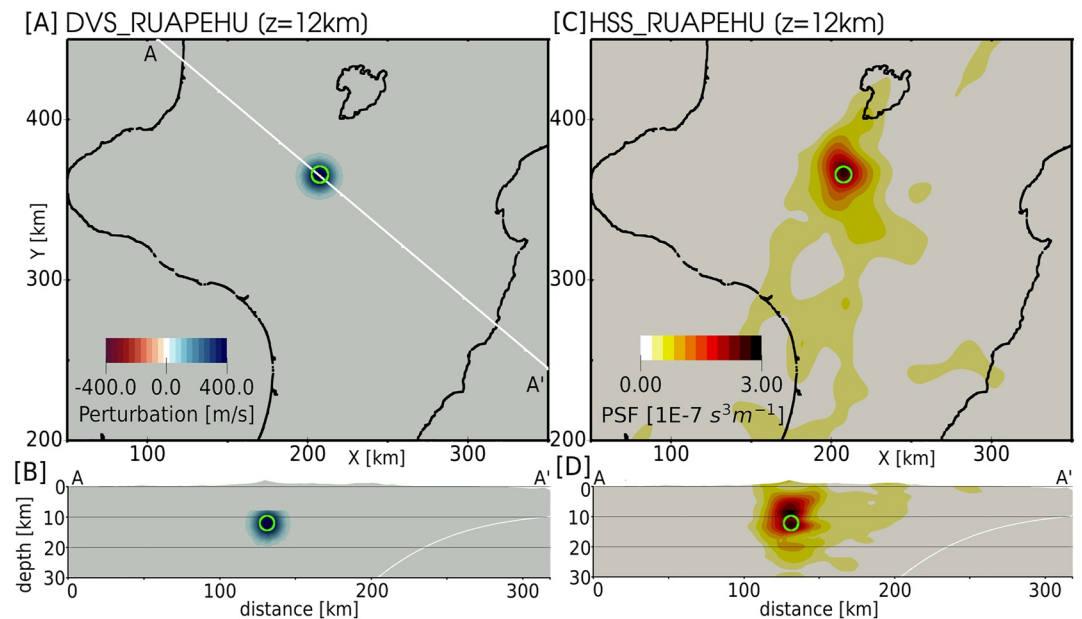 [A] DVS_RUAPEHU (z=12km)
A
400
300
200
Y [km]
-400.0 0.0 400.0
Perturbation [m/s]
A'
100 200 300
X [km]
[C] HSS_RUAPEHU (z=12km)
400
300
200
0.00 3.00
PSF [1E-7 s³m⁻¹]
100 200 300
X [km]
[B] A A'
0
10
20
30
depth [km]
0 100 200 300
distance [km]
[D] A A'
0
10
20
30
0 100 200 300
distance [km]